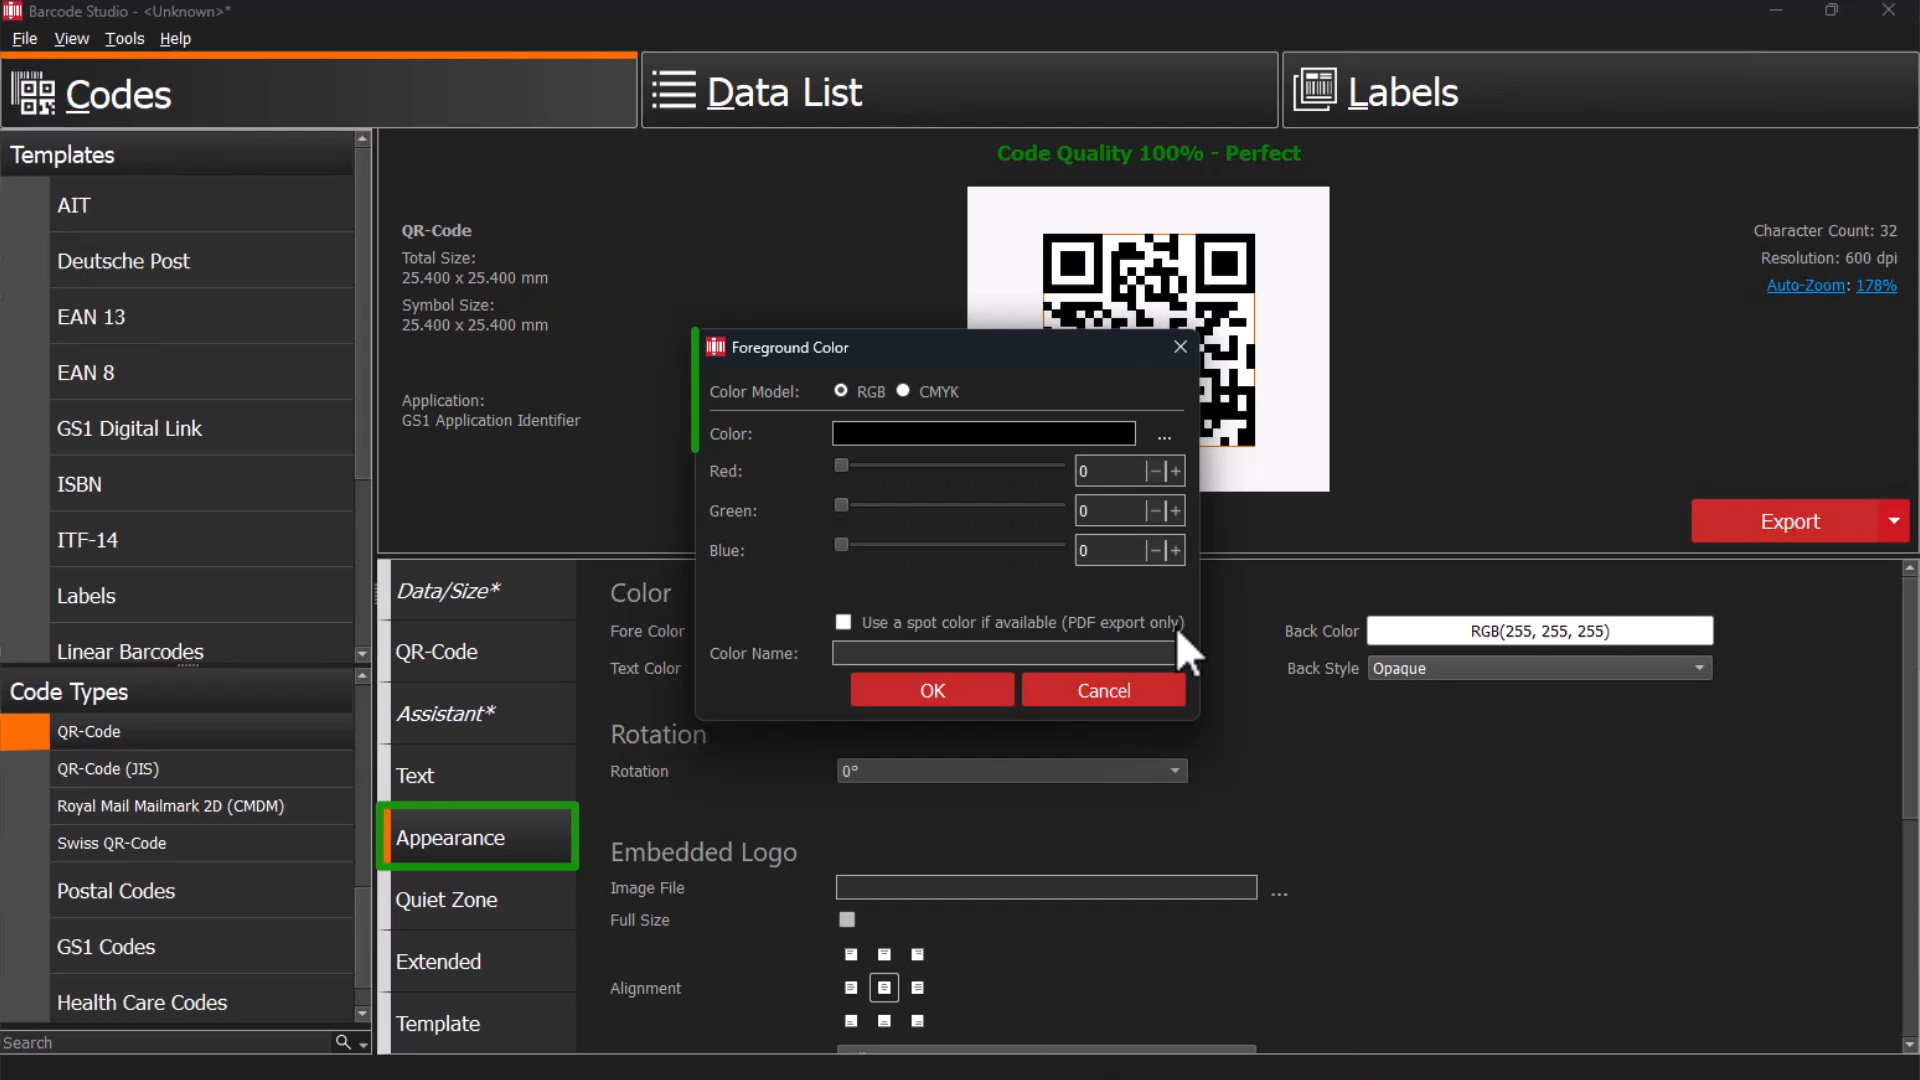 Barcode Studio - <Unknown>*
File View Tools Help
Codes
Data List
Labels
Templates
AIT
Deutsche Post
EAN 13
EAN 8
GS1 Digital Link
ISBN
ITF-14
Labels
Linear Barcodes
Code Types
QR-Code
QR-Code (JIS)
Royal Mail Mailmark 2D (CMDM)
Swiss QR-Code
Postal Codes
GS1 Codes
Health Care Codes
Search
Code Quality 100% - Perfect
QR-Code
Total Size:
25.400 x 25.400 mm
Symbol Size:
25.400 x 25.400 mm
Application:
GS1 Application Identifier
Character Count: 32
Resolution: 600 dpi
Auto-Zoom: 178%
Export
Foreground Color
Color Model: RGB CMYK
Color: ...
Red: 0
Green: 0
Blue: 0
Use a spot color if available (PDF export only)
Color Name:
OK Cancel
Data/Size*
QR-Code
Assistant*
Text
Appearance
Quiet Zone
Extended
Template
Color
Fore Color
Text Color
Back Color RGB(255, 255, 255)
Back Style Opaque
Rotation
Rotation 0°
Embedded Logo
Image File ...
Full Size
Alignment